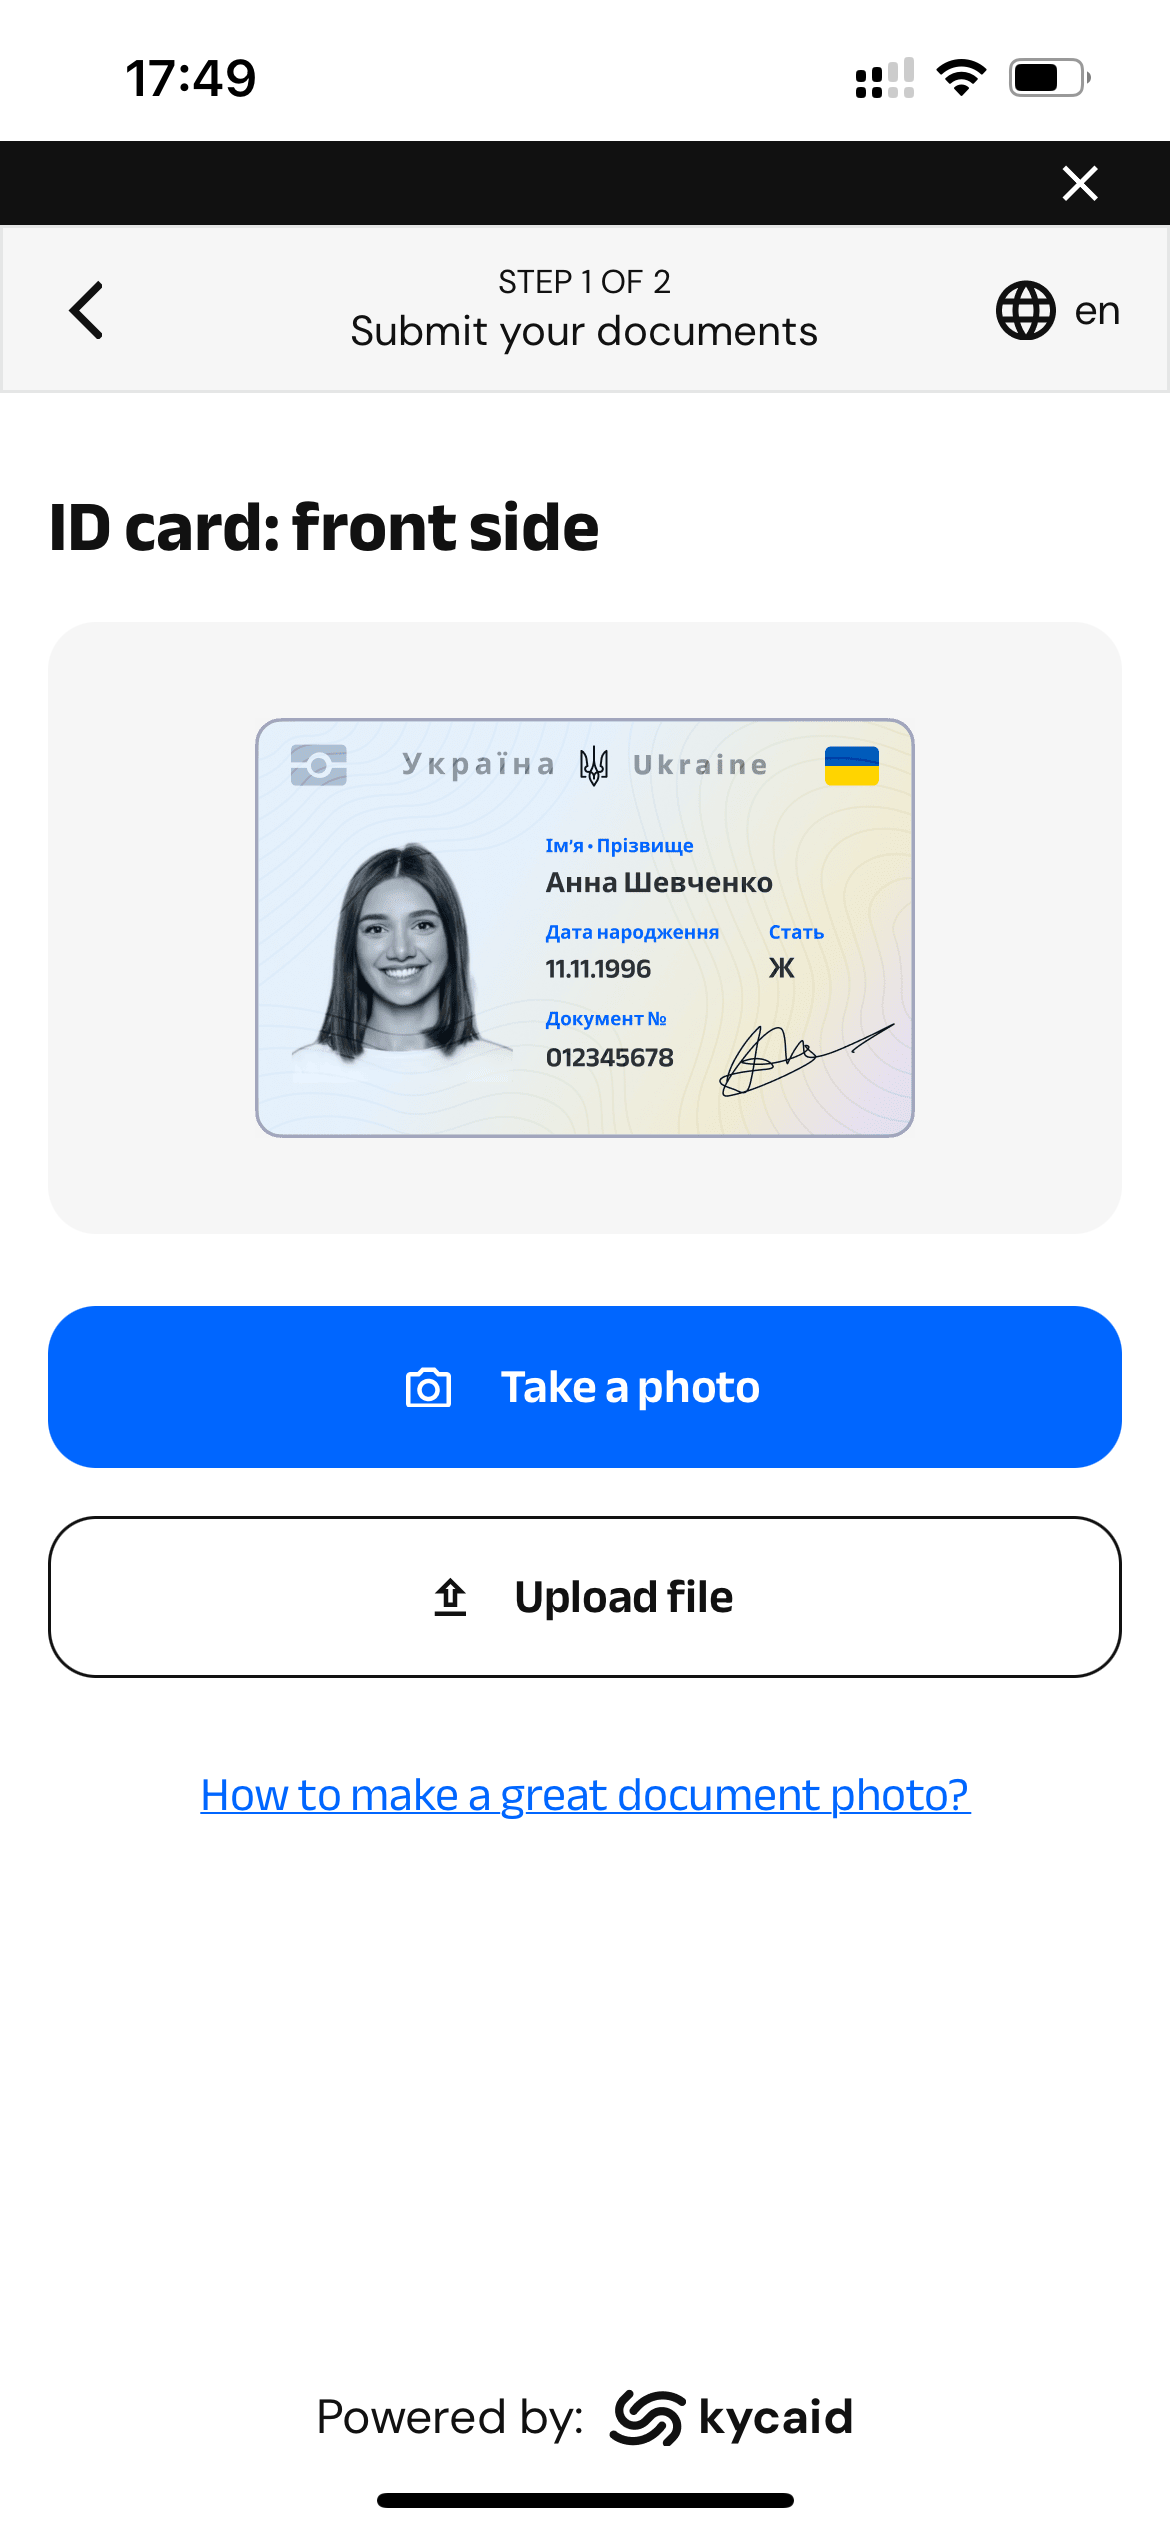 17:49
STEP 1 OF 2
Submit your documents
en
ID card: front side
Україна Ukraine
Ім'я • Прізвище
Анна Шевченко
Дата народження Стать
11.11.1996 Ж
Документ №
012345678
Take a photo
Upload file
How to make a great document photo?
Powered by: kycaid